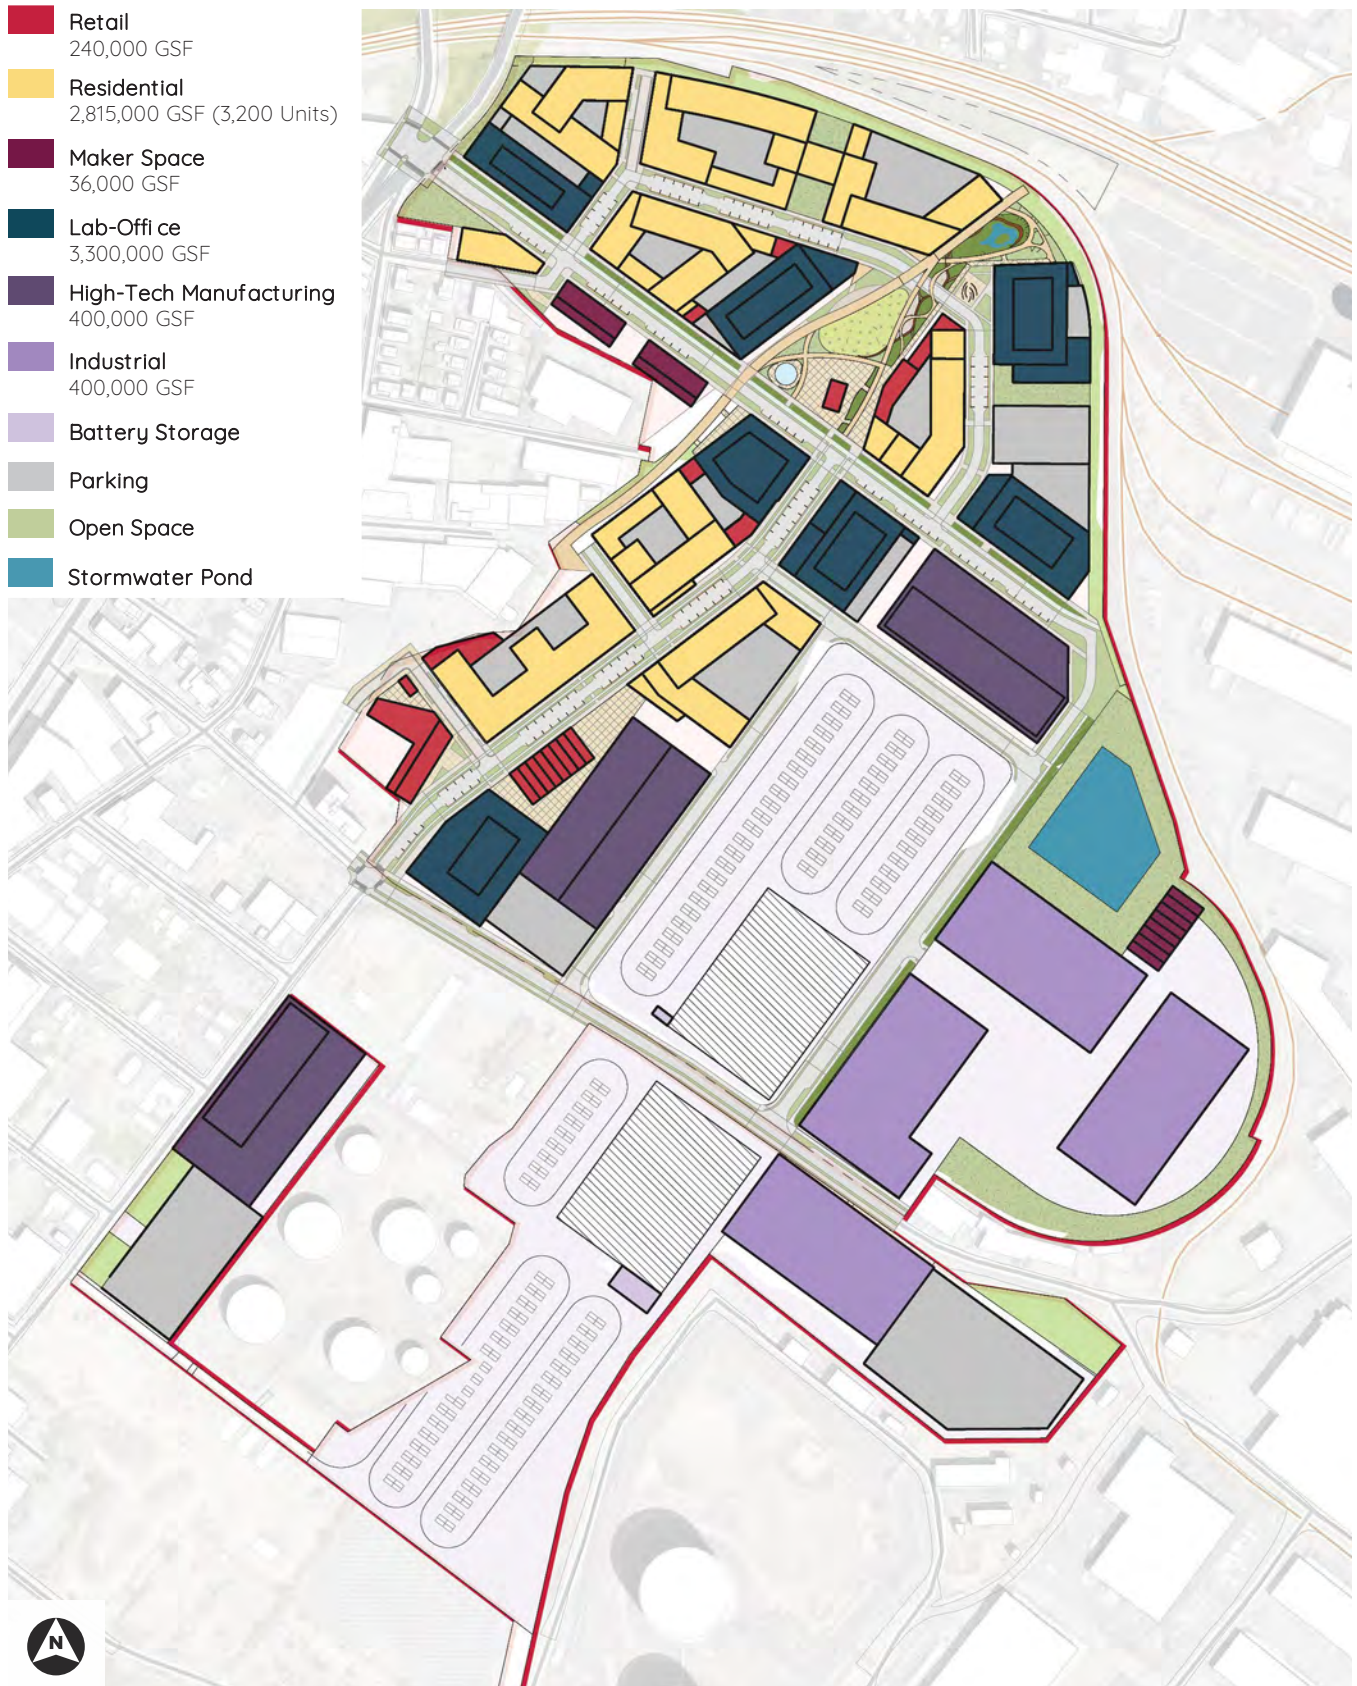 Retail
240,000 GSF
Residential
2,815,000 GSF (3,200 Units)
Maker Space
36,000 GSF
Lab-Offi ce
3,300,000 GSF
High-Tech Manufacturing
400,000 GSF
Industrial
400,000 GSF
Battery Storage
Parking
Open Space
Stormwater Pond
N